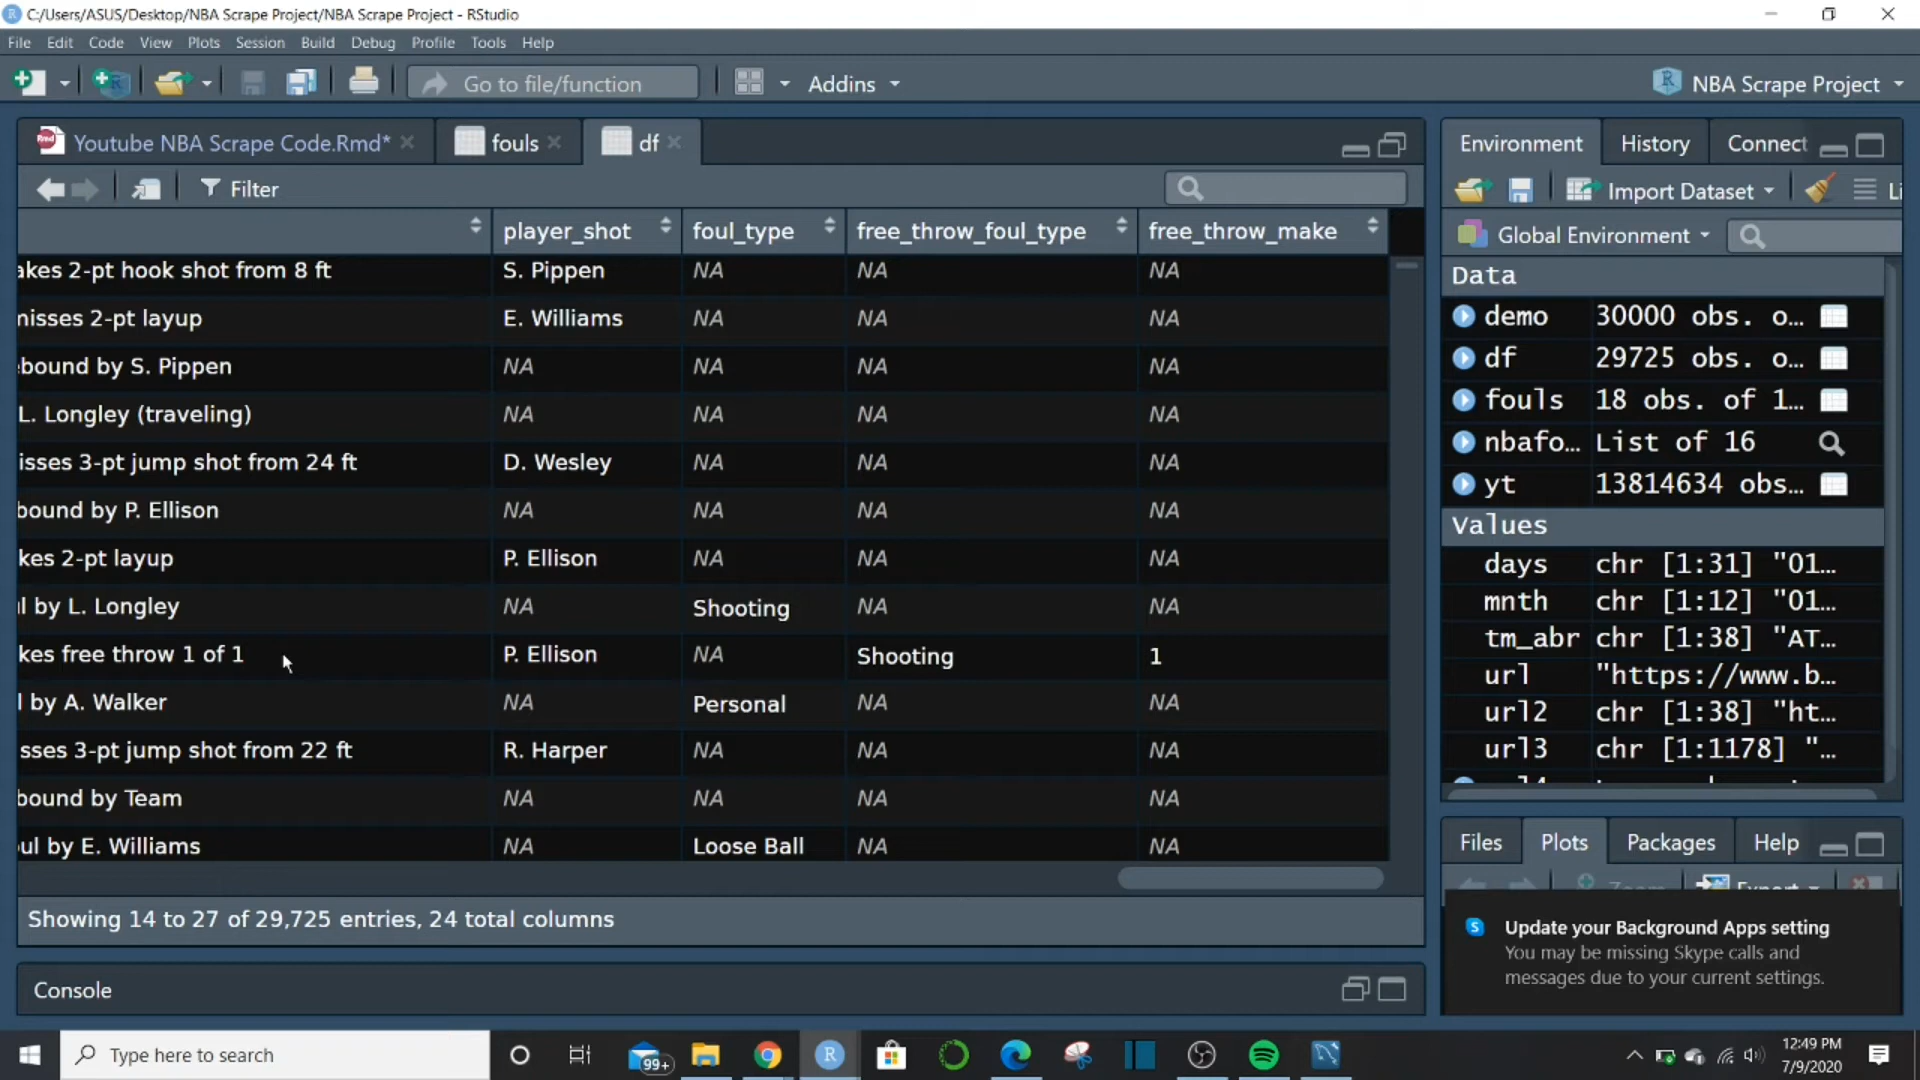 C:/Users/ASUS/Desktop/NBA Scrape Project/NBA Scrape Project - RStudio
File Edit Code View Plots Session Build Debug Profile Tools Help
Go to file/function Addins NBA Scrape Project
Youtube NBA Scrape Code.Rmd* fouls df
Filter
player_shot foul_type free_throw_foul_type free_throw_make
akes 2-pt hook shot from 8 ft S. Pippen NA NA NA
nisses 2-pt layup E. Williams NA NA NA
bound by S. Pippen NA NA NA NA
L. Longley (traveling) NA NA NA NA
isses 3-pt jump shot from 24 ft D. Wesley NA NA NA
bound by P. Ellison NA NA NA NA
kes 2-pt layup P. Ellison NA NA NA
l by L. Longley NA Shooting NA NA
kes free throw 1 of 1 P. Ellison NA Shooting 1
l by A. Walker NA Personal NA NA
sses 3-pt jump shot from 22 ft R. Harper NA NA NA
bound by Team NA NA NA NA
ul by E. Williams NA Loose Ball NA NA
Showing 14 to 27 of 29,725 entries, 24 total columns
Console
Environment History Connect
Import Dataset Li
Global Environment
Data
demo 30000 obs. o…
df 29725 obs. o…
fouls 18 obs. of 1…
nbafo… List of 16
yt 13814634 obs…
Values
days chr [1:31] "01…
mnth chr [1:12] "01…
tm_abr chr [1:38] "AT…
url "https://www.b…
url2 chr [1:38] "ht…
url3 chr [1:1178] "…
Files Plots Packages Help
Zoom Export
Update your Background Apps setting
You may be missing Skype calls and
messages due to your current settings.
Type here to search
99+
12:49 PM
7/9/2020